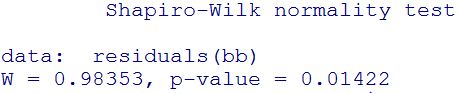 Shapiro-Wilk normality test
data:  residuals(bb)
W = 0.98353, p-value = 0.01422